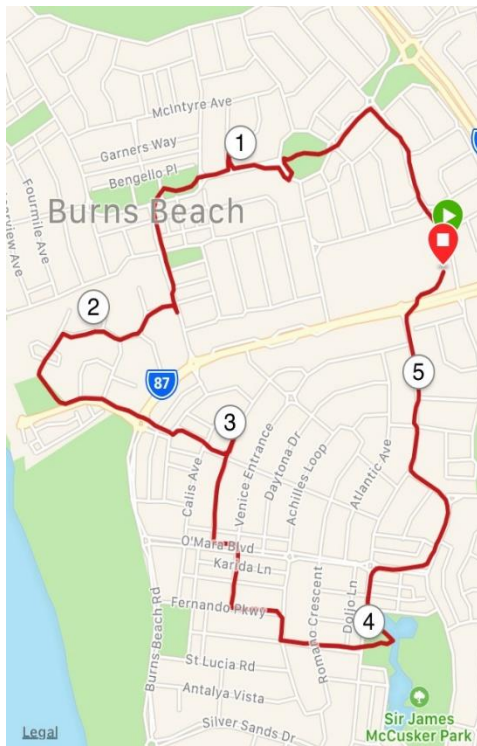 McIntyre Ave
1
Garners Way
Bengello Pl
Fourmile Ave
Burns Beach
2
87
5
3
Calis Ave
Venice Entrance
Daytona Dr
Achilles Loop
Atlantic Ave
O'Mara Blvd
Karida Ln
Burns Beach Rd
Fernando Pkwy
Romano Crescent
Dolio Ln
4
St Lucia Rd
Antalya Vista
Silver Sands Dr
Sir James
McCusker Park
Legal